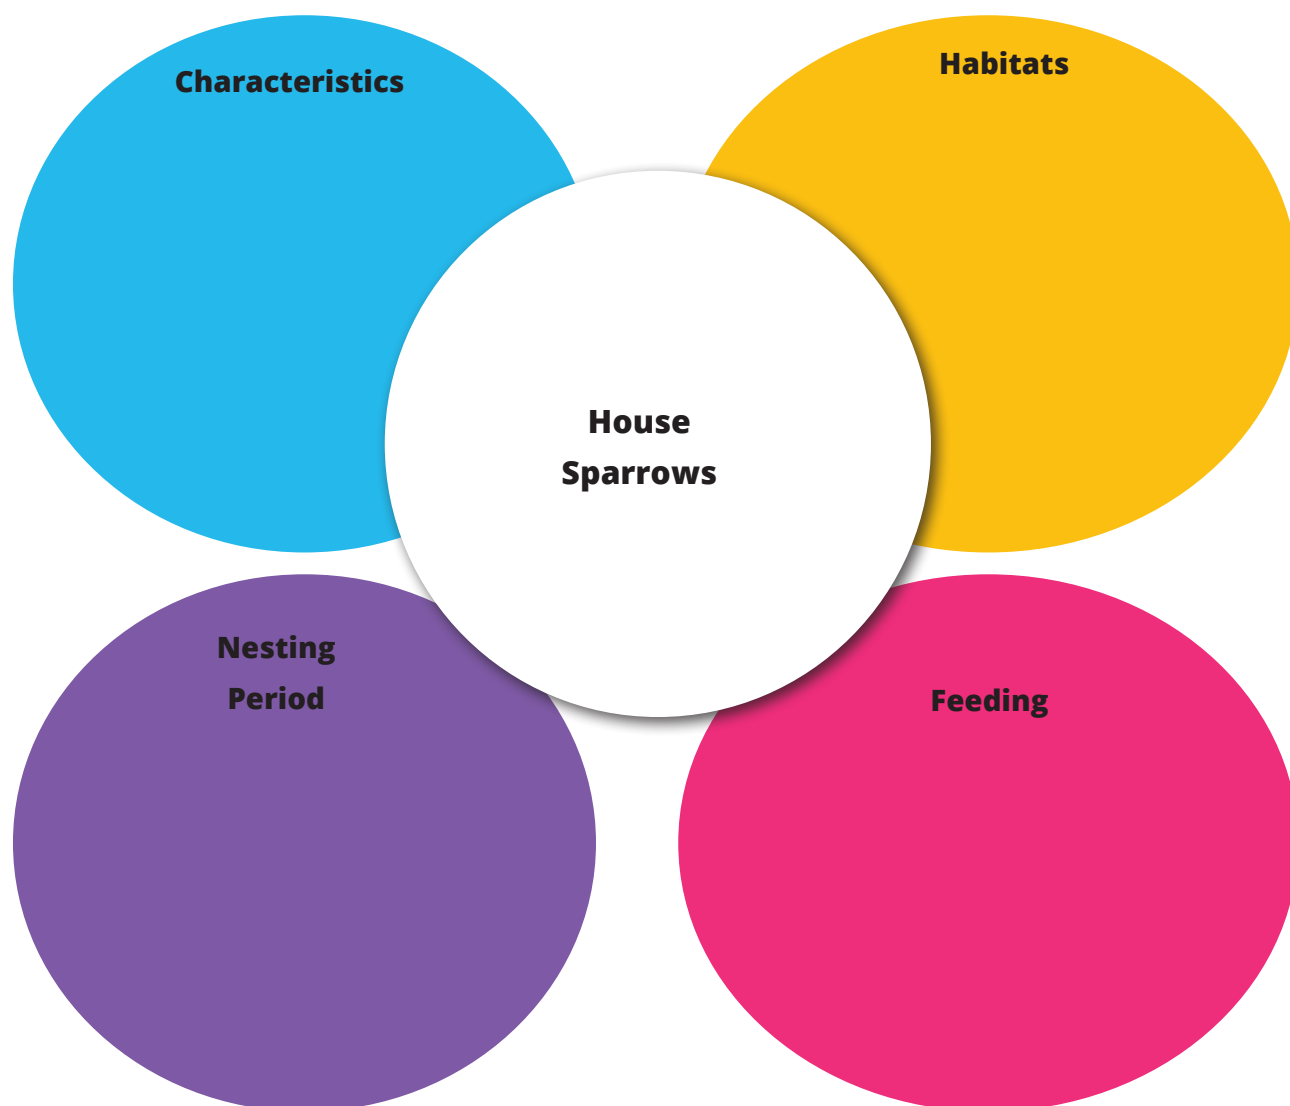 Characteristics
Habitats
House
Sparrows
Nesting
Period
Feeding